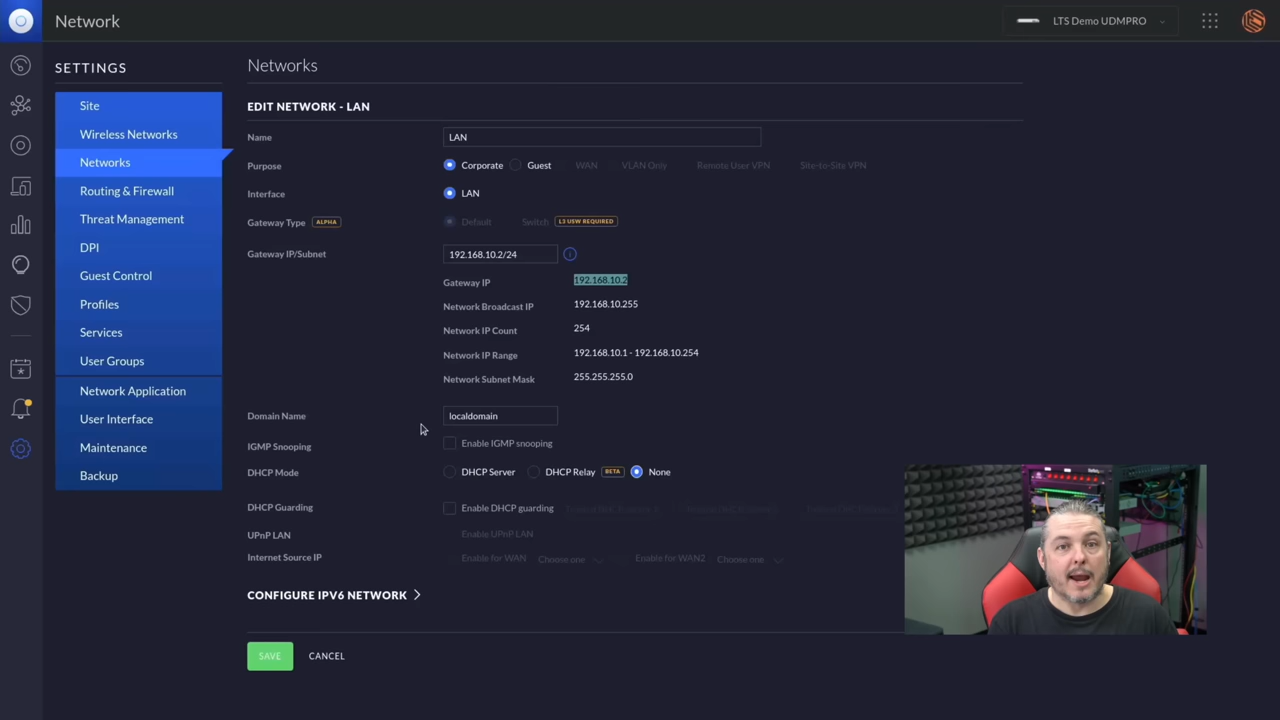 Network
LTS Demo UDMPRO
SETTINGS
Site
Wireless Networks
Networks
Routing & Firewall
Threat Management
DPI
Guest Control
Profiles
Services
User Groups
Network Application
User Interface
Maintenance
Backup
Networks
EDIT NETWORK - LAN
Name LAN
Purpose Corporate Guest WAN VLAN Only Remote User VPN Site-to-Site VPN
Interface LAN
Gateway Type ALPHA Default Switch L3 USW REQUIRED
Gateway IP/Subnet 192.168.10.2/24
Gateway IP 192.168.10.2
Network Broadcast IP 192.168.10.255
Network IP Count 254
Network IP Range 192.168.10.1 - 192.168.10.254
Network Subnet Mask 255.255.255.0
Domain Name localdomain
IGMP Snooping Enable IGMP snooping
DHCP Mode DHCP Server DHCP Relay BETA None
DHCP Guarding Enable DHCP guarding
UPnP LAN Enable UPnP LAN
Internet Source IP Enable for WAN Choose one Enable for WAN2 Choose one
CONFIGURE IPV6 NETWORK
SAVE CANCEL